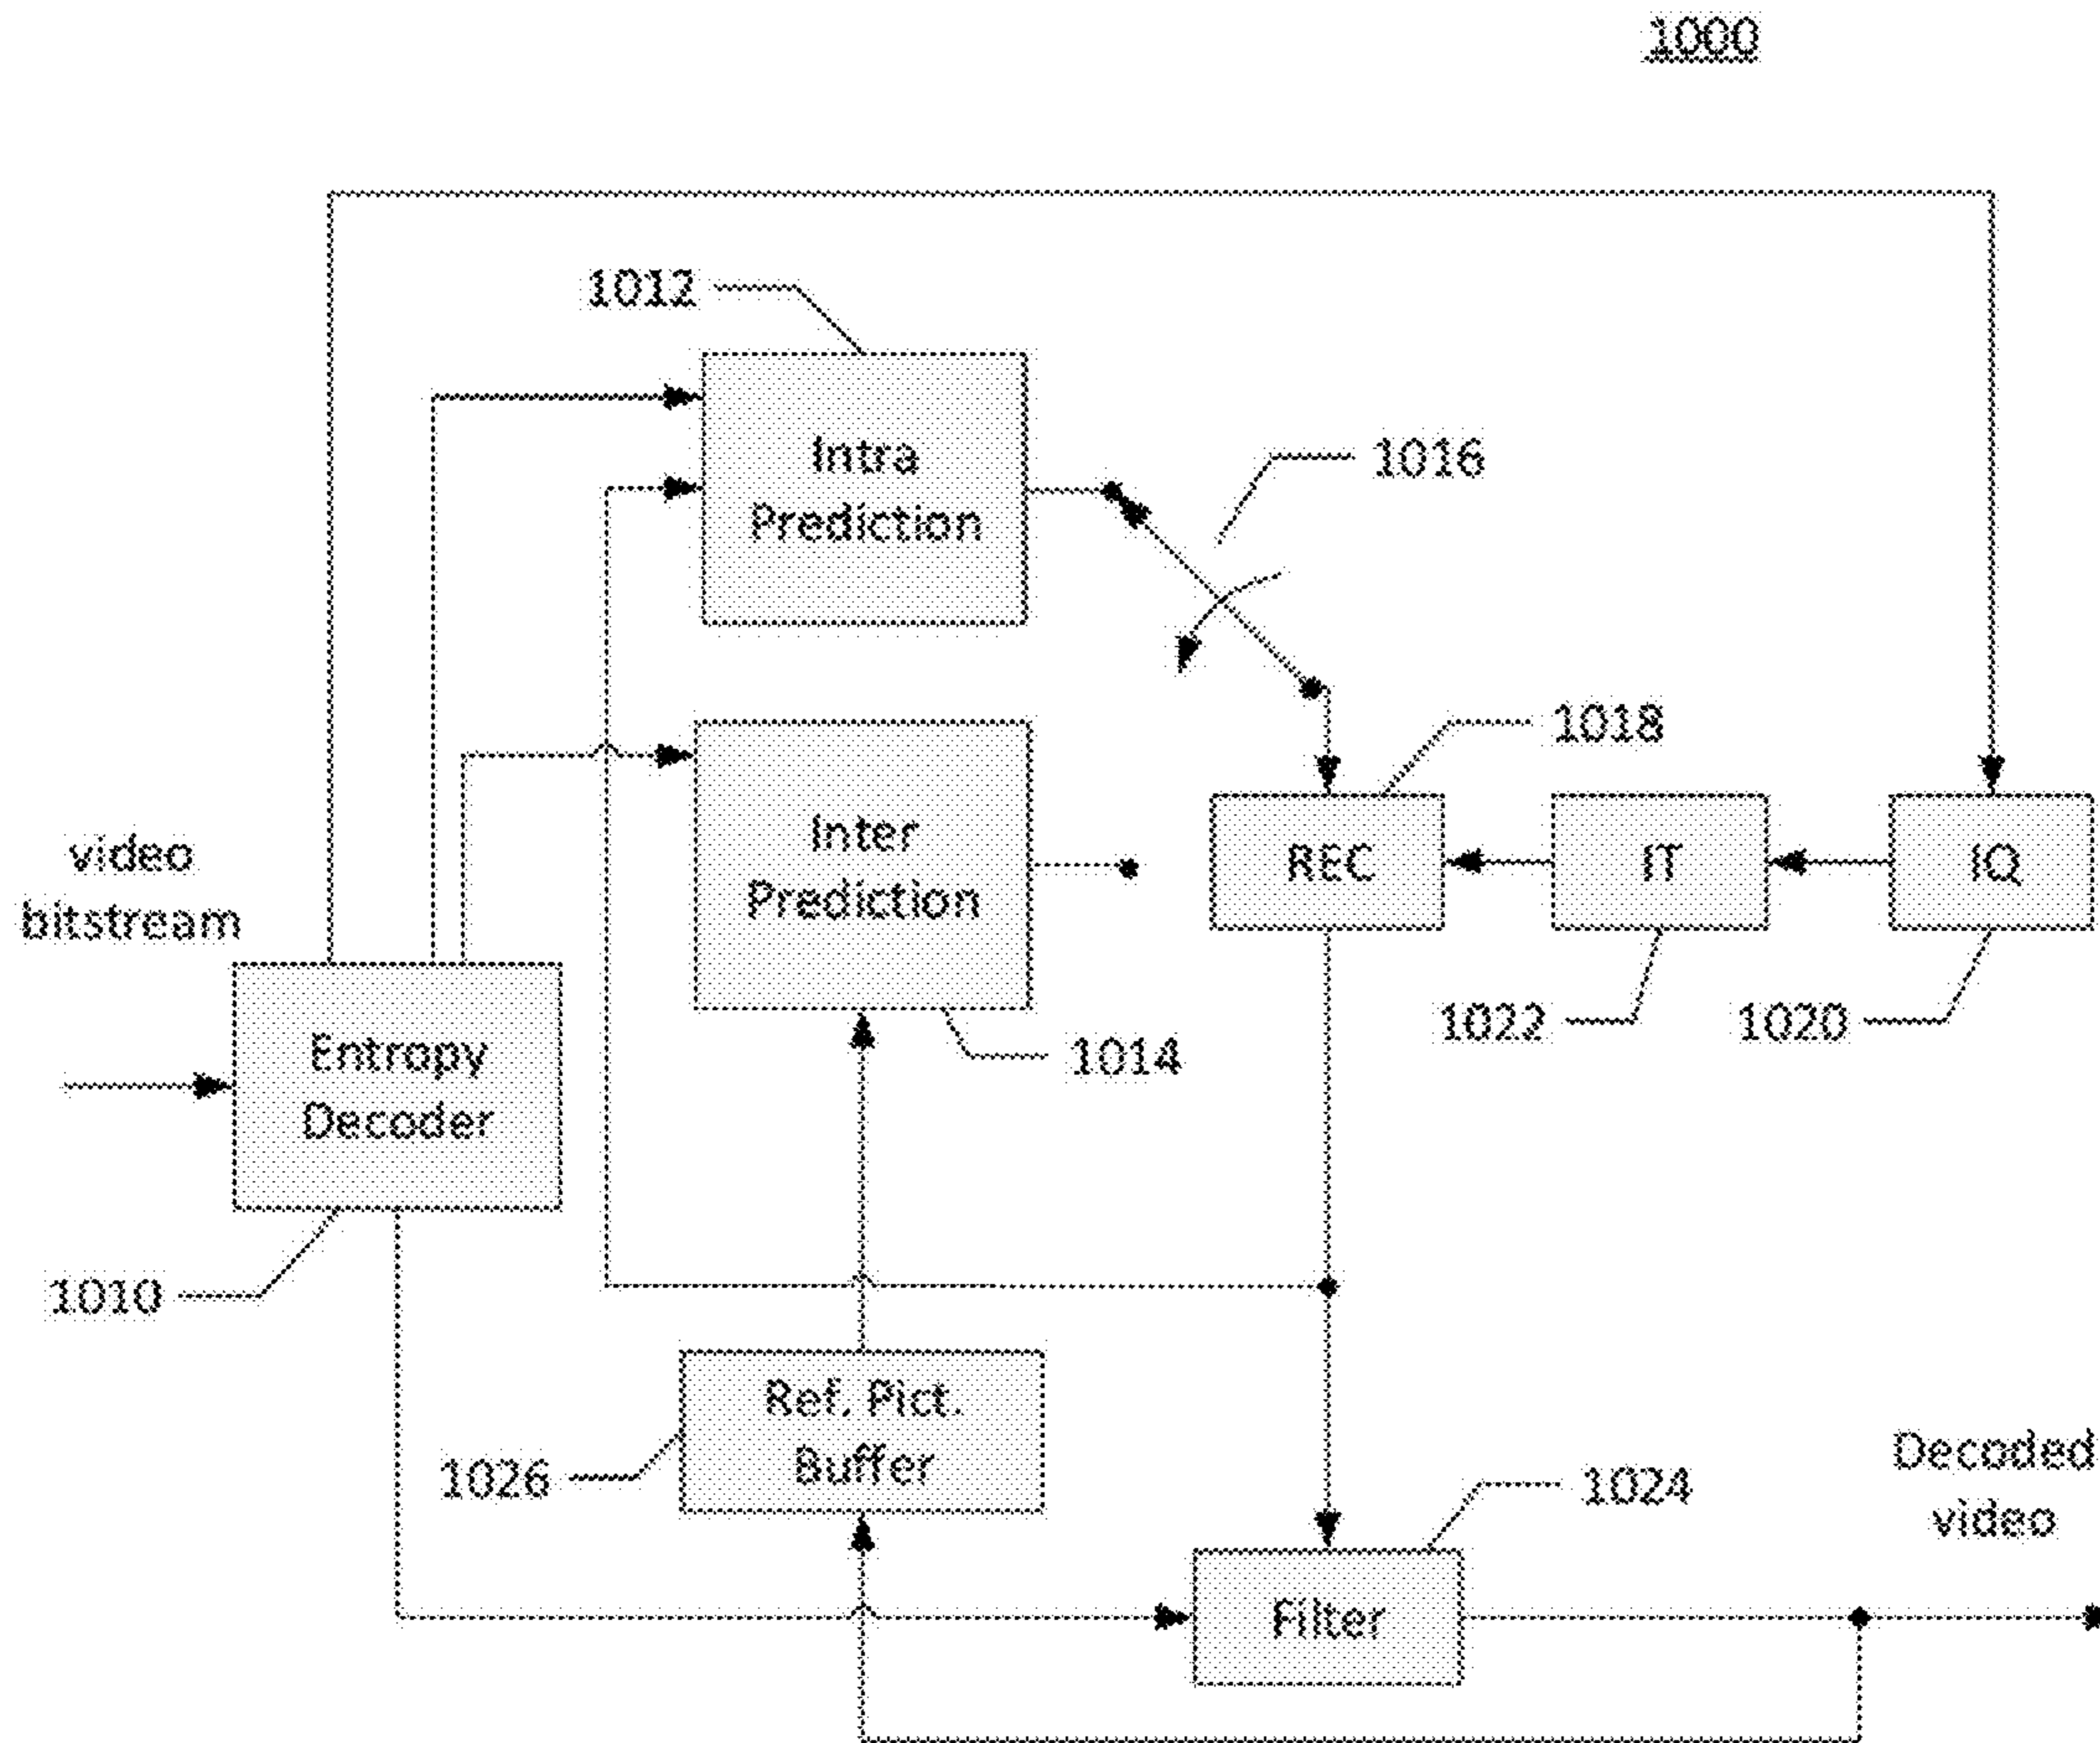 1000
1012
Intra
Prediction
1016
1018
Inter
Prediction
REC
IT
IQ
video
bitstream
1022
1020
1014
Entropy
Decoder
1010
Ref. Pict.
Buffer
1026
1024
Decoded
video
Filter